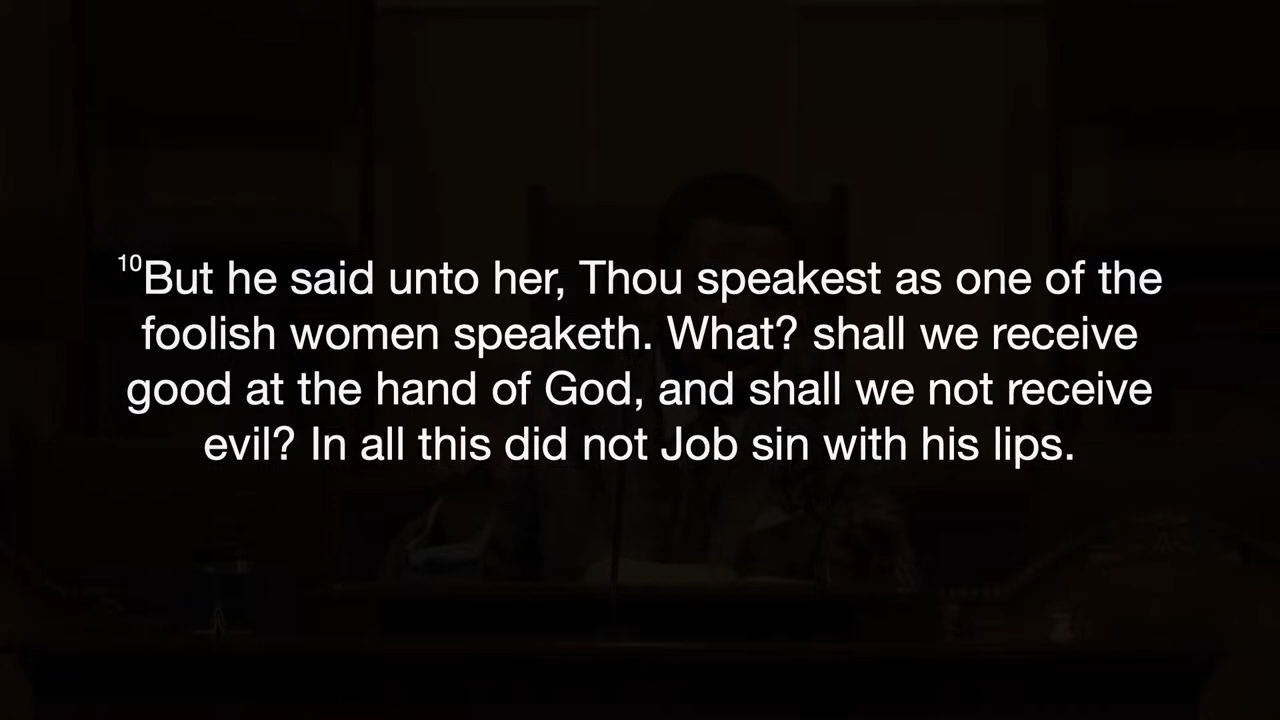 10But he said unto her, Thou speakest as one of the
foolish women speaketh. What? shall we receive
good at the hand of God, and shall we not receive
evil? In all this did not Job sin with his lips.